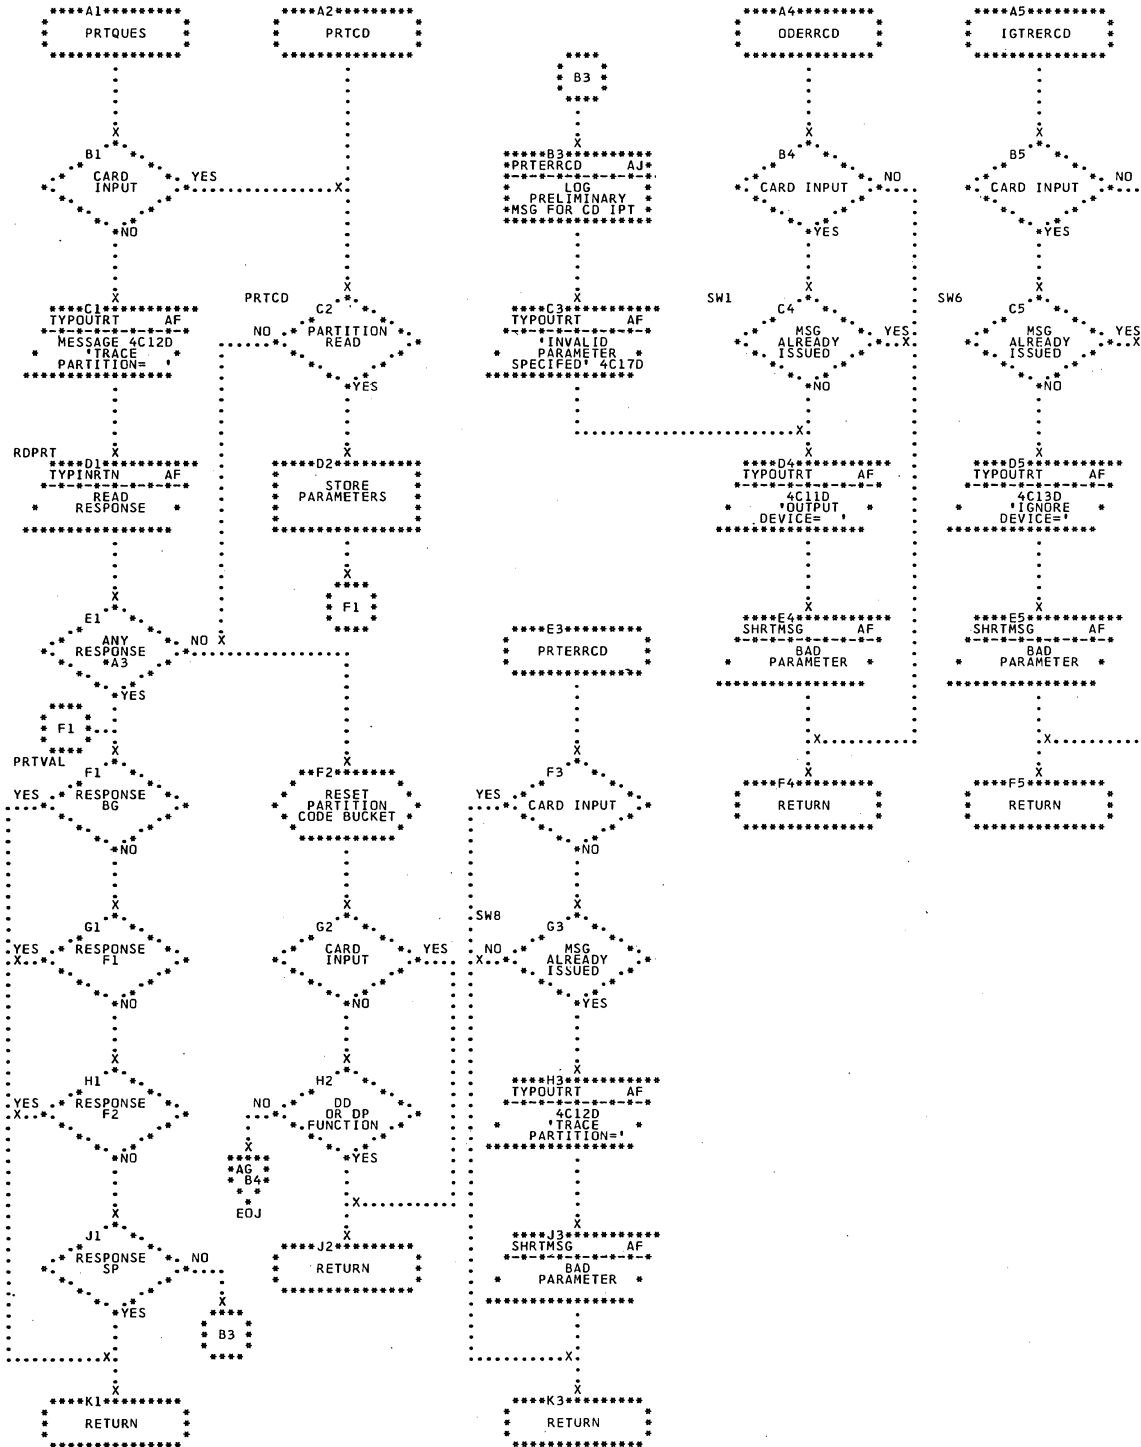 A1
PRTQUES
A2
PRTCD
A4
ODERRCD
A5
IGTRERCD
B3
B1
CARD
INPUT
YES
NO
B3
PRTERRCD AJ
LOG
PRELIMINARY
MSG FOR CD IPT
B4
CARD INPUT
NO
YES
B5
CARD INPUT
NO
YES
C1
TYPOUTRT AF
MESSAGE 4C12D
'TRACE
PARTITION= '
PRTCD
C2
PARTITION
READ
NO
YES
C3
TYPOUTRT AF
'INVALID
PARAMETER
SPECIFED' 4C17D
SW1
C4
MSG
ALREADY
ISSUED
YES
NO
SW6
C5
MSG
ALREADY
ISSUED
YES
NO
RDPRT
D1
TYPINRTN AF
READ
RESPONSE
D2
STORE
PARAMETERS
D4
TYPOUTRT AF
4C11D
'OUTPUT
DEVICE= '
D5
TYPOUTRT AF
4C13D
'IGNORE
DEVICE='
F1
E1
ANY
RESPONSE
*A3
NO
YES
E3
PRTERRCD
E4
SHRTMSG AF
BAD
PARAMETER
E5
SHRTMSG AF
BAD
PARAMETER
F1
PRTVAL
F1
RESPONSE
BG
YES
NO
F2
RESET
PARTITION
CODE BUCKET
F3
CARD INPUT
YES
NO
F4
RETURN
F5
RETURN
G1
RESPONSE
F1
YES
NO
G2
CARD
INPUT
YES
NO
SW8
G3
MSG
ALREADY
ISSUED
NO
YES
H1
RESPONSE
F2
YES
NO
H2
DD
OR DP
FUNCTION
NO
YES
AG
B4
EOJ
H3
TYPOUTRT AF
4C12D
'TRACE
PARTITION='
J1
RESPONSE
SP
NO
YES
B3
J2
RETURN
J3
SHRTMSG AF
BAD
PARAMETER
K1
RETURN
K3
RETURN